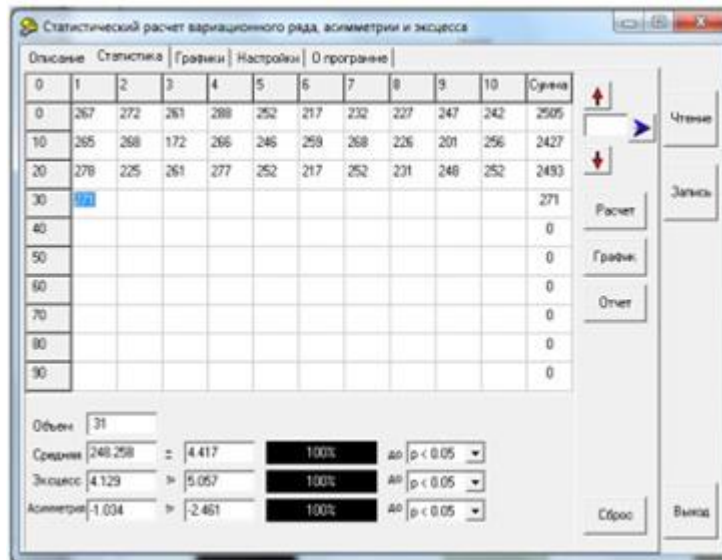 Статистический расчет вариационного ряда, асимметрии и эксцесса
Описание Статистика Графики Настройки О программе
0 1 2 3 4 5 6 7 8 9 10 Сумма
0 267 272 261 288 252 217 232 227 247 242 2505
10 265 268 172 266 246 259 268 226 201 256 2427
20 278 225 261 277 252 217 252 231 248 252 2493
30 271 271
40 0
50 0
60 0
70 0
80 0
90 0
Чтение
Запись
Расчет
График
Отчет
Объем 31
Средняя 248.258 ± 4.417 100% до p < 0.05
Эксцесс 4.129 5.057 100% до p < 0.05
Асимметрия -1.034 -2.461 100% до p < 0.05
Сброс
Выход